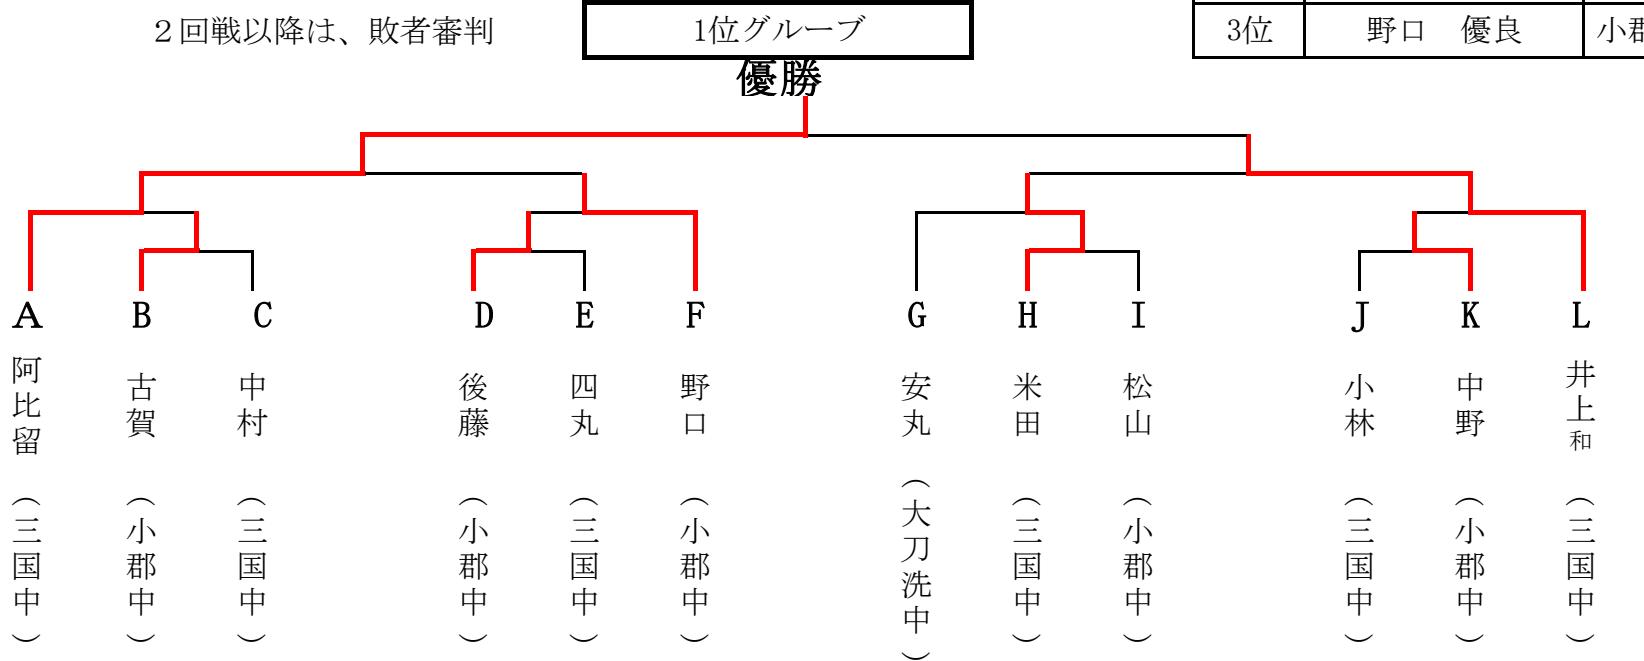 ２回戦以降は、敗者審判
1位グループ
3位 野口　優良 小郡
優勝
A B C D E F G H I J K L
阿比留（三国中）
古賀（小郡中）
中村（三国中）
後藤（小郡中）
四丸（三国中）
野口（小郡中）
安丸（大刀洗中）
米田（三国中）
松山（小郡中）
小林（三国中）
中野（小郡中）
井上和（三国中）